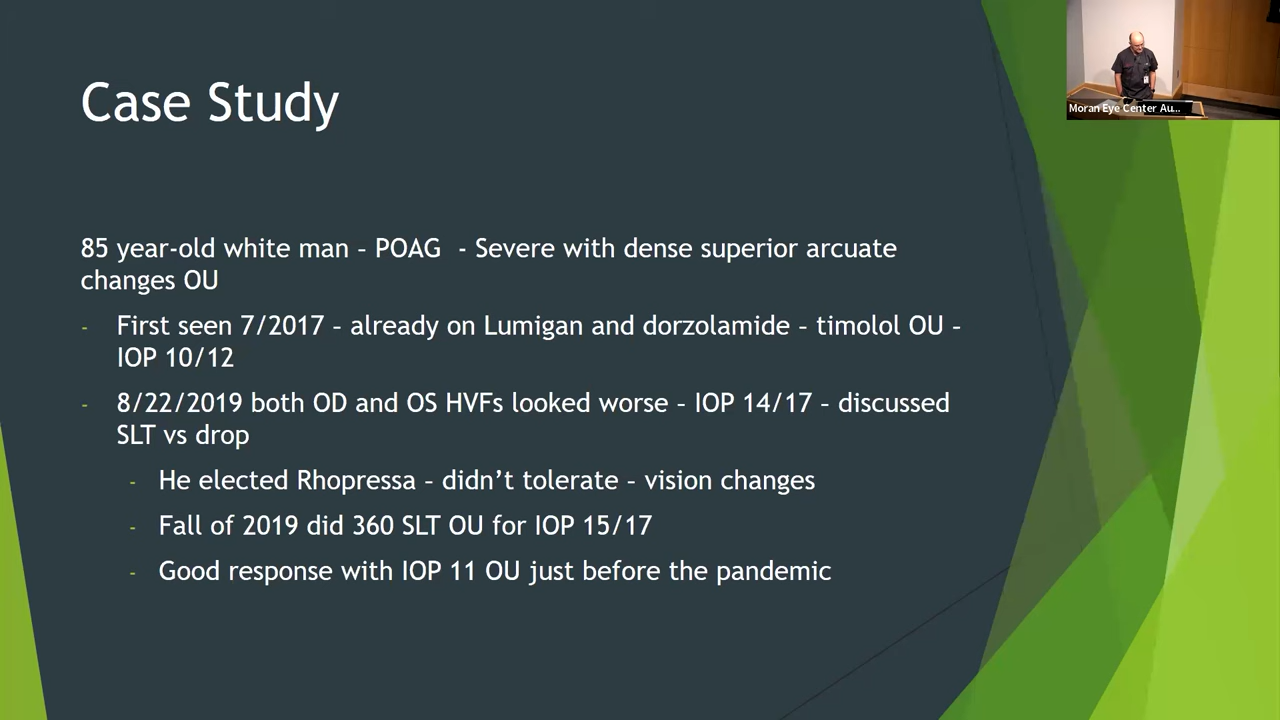 Case Study
Moran Eye Center Au...
85 year-old white man – POAG  - Severe with dense superior arcuate
changes OU
- First seen 7/2017 – already on Lumigan and dorzolamide – timolol OU –
IOP 10/12
- 8/22/2019 both OD and OS HVFs looked worse – IOP 14/17 – discussed
SLT vs drop
- He elected Rhopressa – didn’t tolerate – vision changes
- Fall of 2019 did 360 SLT OU for IOP 15/17
- Good response with IOP 11 OU just before the pandemic